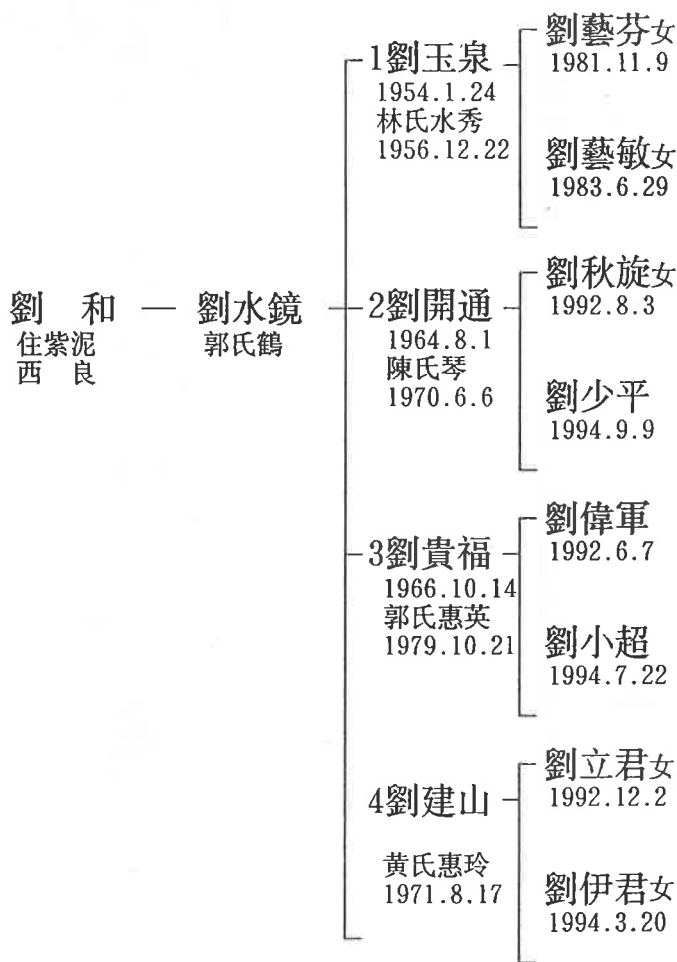 劉　和
住紫泥
西　良
劉水鏡
郭氏鶴
1劉玉泉
1954.1.24
林氏水秀
1956.12.22
劉藝芬女
1981.11.9
劉藝敏女
1983.6.29
2劉開通
1964.8.1
陳氏琴
1970.6.6
劉秋旋女
1992.8.3
劉少平
1994.9.9
3劉貴福
1966.10.14
郭氏惠英
1979.10.21
劉偉軍
1992.6.7
劉小超
1994.7.22
4劉建山
黄氏惠玲
1971.8.17
劉立君女
1992.12.2
劉伊君女
1994.3.20